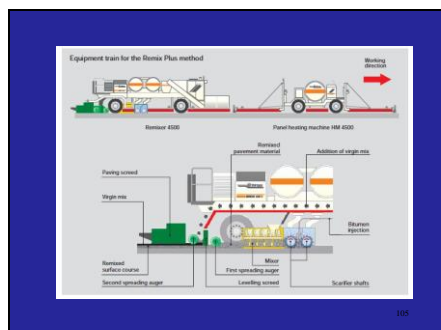 Equipment train for the Remix Plus method
Working
direction
Remixer 4500
Panel heating machine HM 4500
Remixed
pavement material
Addition of virgin mix
Paving screed
Virgin mix
Bitumen
injection
Remixed
surface course
Mixer
First spreading auger
Second spreading auger
Levelling screed
Scarifier shafts
105